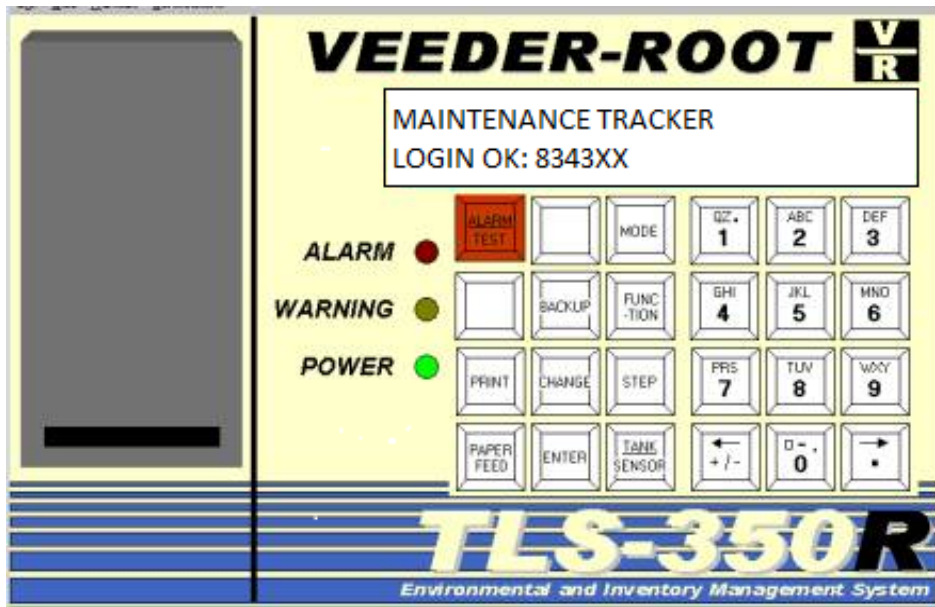 VEEDER-ROOT V R
MAINTENANCE TRACKER
LOGIN OK: 8343XX
ALARM TEST
MODE
QZ. 1
ABC 2
DEF 3
ALARM
BACKUP
FUNC -TION
GHI 4
JKL 5
MNO 6
WARNING
PRINT
CHANGE
STEP
PRS 7
TUV 8
WXY 9
POWER
PAPER FEED
ENTER
TANK SENSOR
← +/-
0
→ .
TLS-350R
Environmental and Inventory Management System